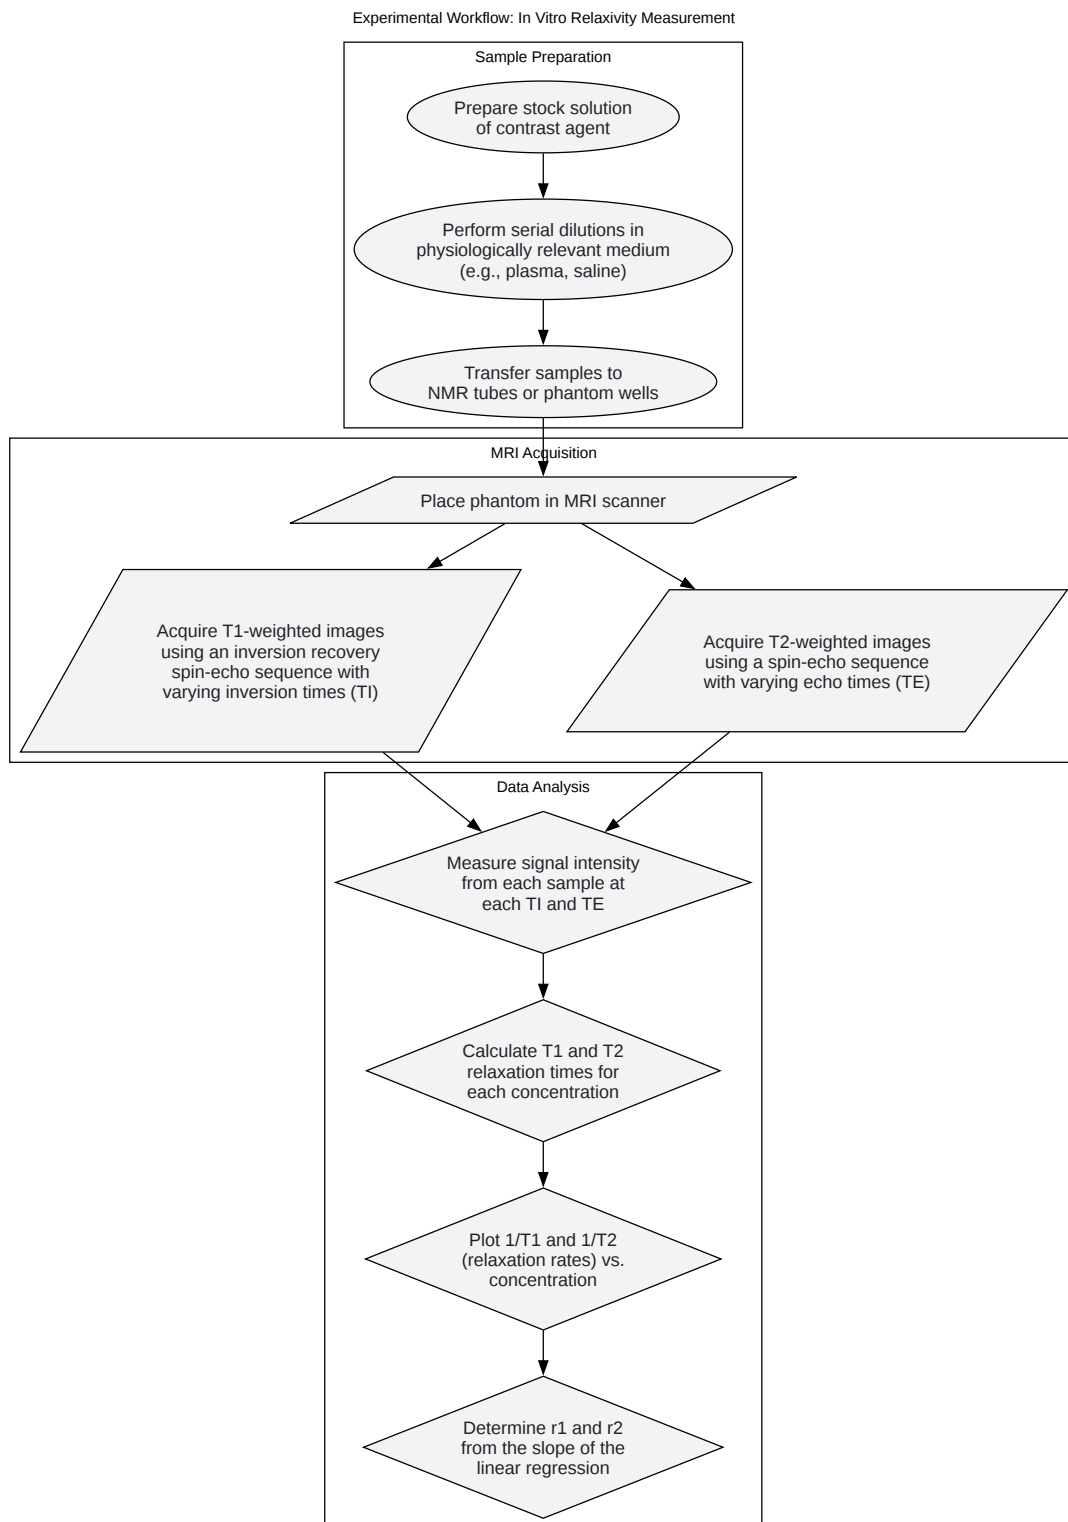 Experimental Workflow: In Vitro Relaxivity Measurement
Sample Preparation
Prepare stock solution
of contrast agent
Perform serial dilutions in
physiologically relevant medium
(e.g., plasma, saline)
Transfer samples to
NMR tubes or phantom wells
MRI Acquisition
Place phantom in MRI scanner
Acquire T1-weighted images
using an inversion recovery
spin-echo sequence with
varying inversion times (TI)
Acquire T2-weighted images
using a spin-echo sequence
with varying echo times (TE)
Data Analysis
Measure signal intensity
from each sample at
each TI and TE
Calculate T1 and T2
relaxation times for
each concentration
Plot 1/T1 and 1/T2
(relaxation rates) vs.
concentration
Determine r1 and r2
from the slope of the
linear regression